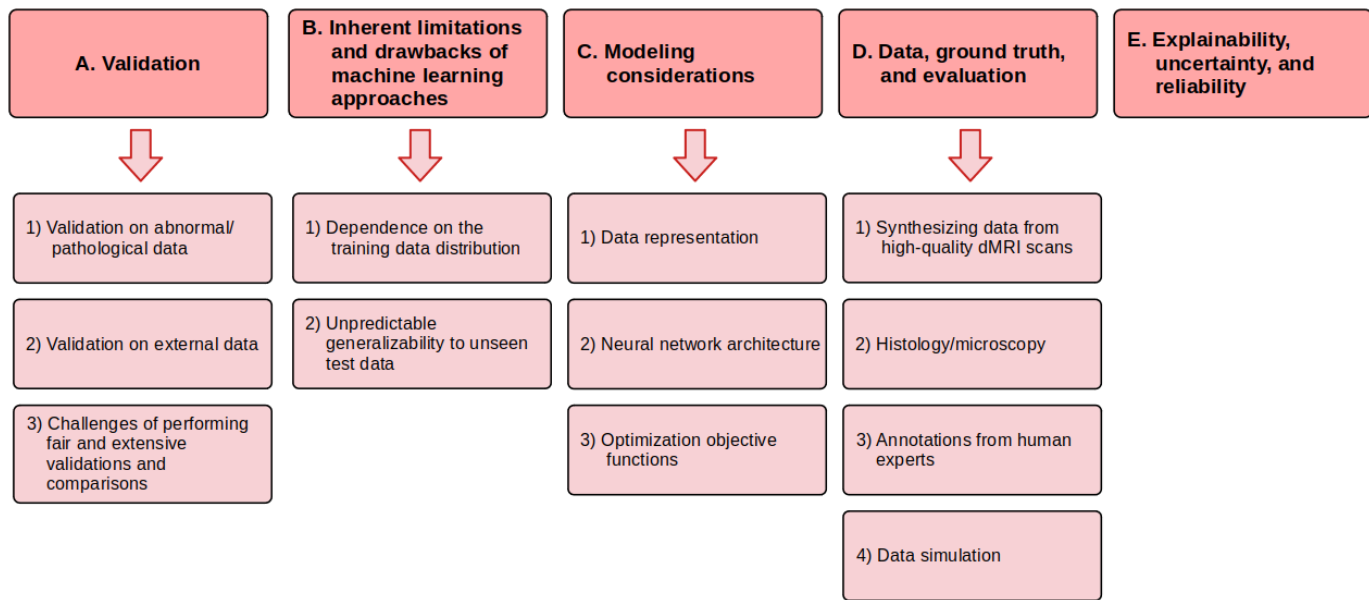 A. Validation
B. Inherent limitations
and drawbacks of
machine learning
approaches
C. Modeling
considerations
D. Data, ground truth,
and evaluation
E. Explainability,
uncertainty, and
reliability
1) Validation on abnormal/
pathological data
2) Validation on external data
3) Challenges of performing
fair and extensive
validations and
comparisons
1) Dependence on the
training data distribution
2) Unpredictable
generalizability to unseen
test data
1) Data representation
2) Neural network architecture
3) Optimization objective
functions
1) Synthesizing data from
high-quality dMRI scans
2) Histology/microscopy
3) Annotations from human
experts
4) Data simulation